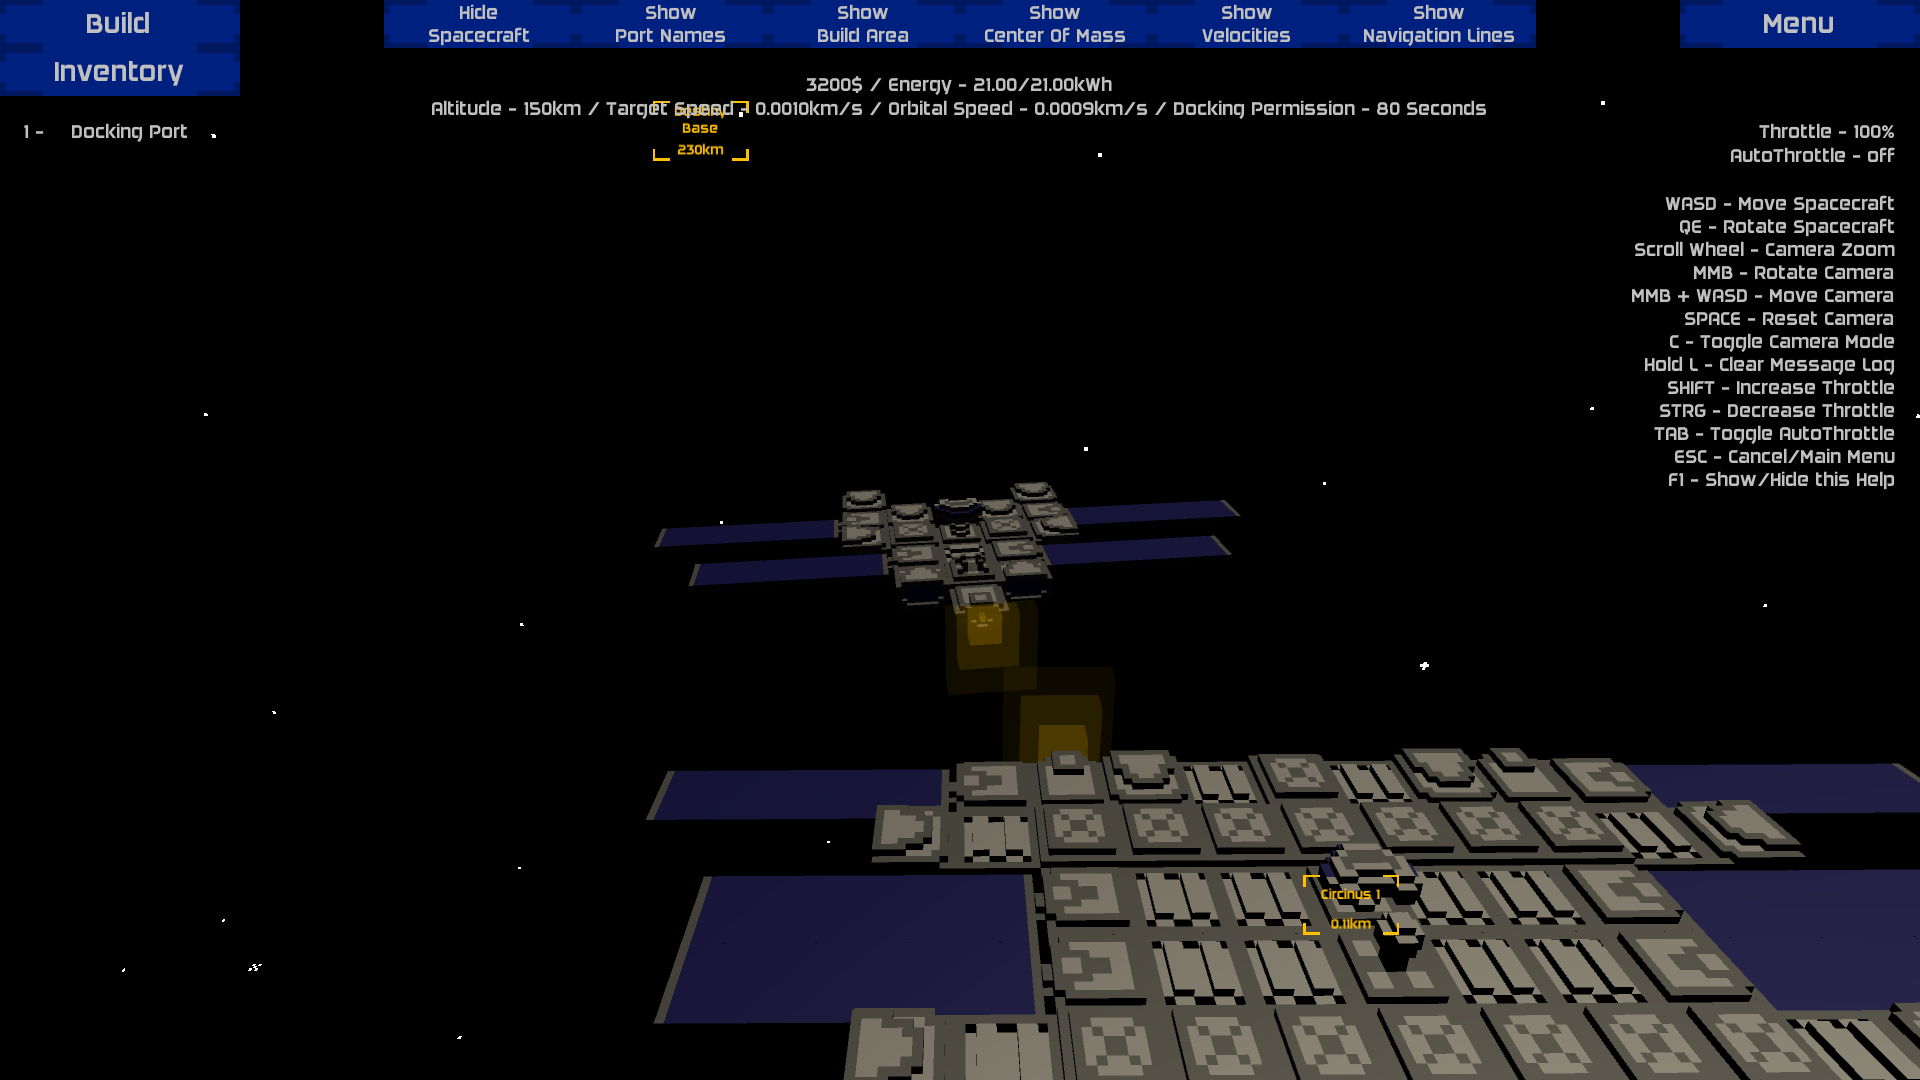 Build
Inventory
Hide
Spacecraft
Show
Port Names
Show
Build Area
Show
Center Of Mass
Show
Velocities
Show
Navigation Lines
Menu
3200$ / Energy - 21.00/21.00kWh
Altitude - 150km / Target Speed - 0.0010km/s / Orbital Speed - 0.0009km/s / Docking Permission - 80 Seconds
Base
230km
1 - Docking Port
Throttle - 100%
AutoThrottle - off
WASD - Move Spacecraft
QE - Rotate Spacecraft
Scroll Wheel - Camera Zoom
MMB - Rotate Camera
MMB + WASD - Move Camera
SPACE - Reset Camera
C - Toggle Camera Mode
Hold L - Clear Message Log
SHIFT - Increase Throttle
STRG - Decrease Throttle
TAB - Toggle AutoThrottle
ESC - Cancel/Main Menu
F1 - Show/Hide this Help
Circinus 1
0.11km